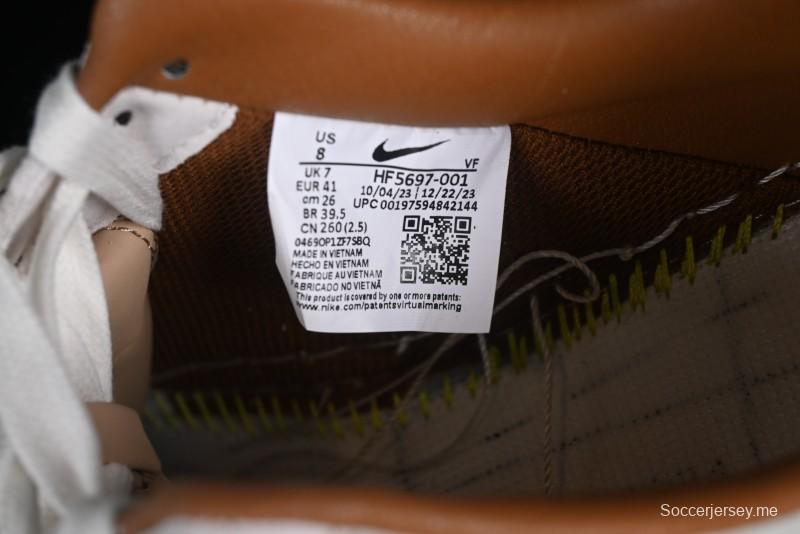 US
8
VF
UK 7
HF5697-001
EUR 41
10/04/23 | 12/22/23
cm 26
UPC 00197594842144
BR 39.5
CN 260 (2.5)
0469OP1ZF7SBQ
MADE IN VIETNAM
HECHO EN VIETNAM
FABRIQUE AU VIETNAM
FABRICADO NO VIETNÃ
This product is covered by one or more patents:
www.nike.com/patentsvirtualmarking
Soccerjersey.me